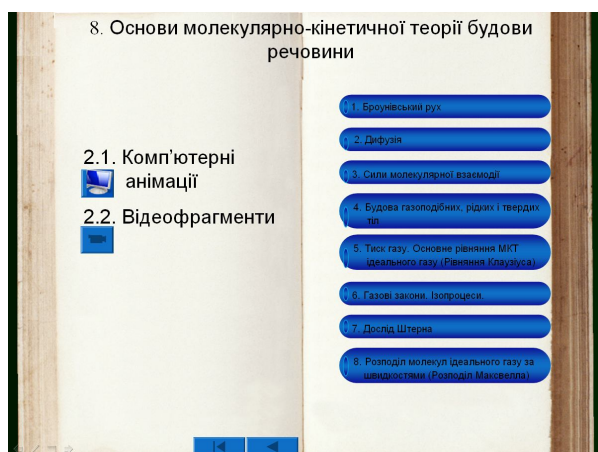 8. Основи молекулярно-кінетичної теорії будови
речовини
2.1. Комп'ютерні
анімації
2.2. Відеофрагменти
1. Броунівський рух
2. Дифузія
3. Сили молекулярної взаємодії
4. Будова газоподібних, рідких і твердих
тіл
5. Тиск газу. Основне рівняння МКТ
ідеального газу (Рівняння Клаузіуса)
6. Газові закони. Ізопроцеси.
7. Дослід Штерна
8. Розподіл молекул ідеального газу за
швидкостями (Розподіл Максвелла)